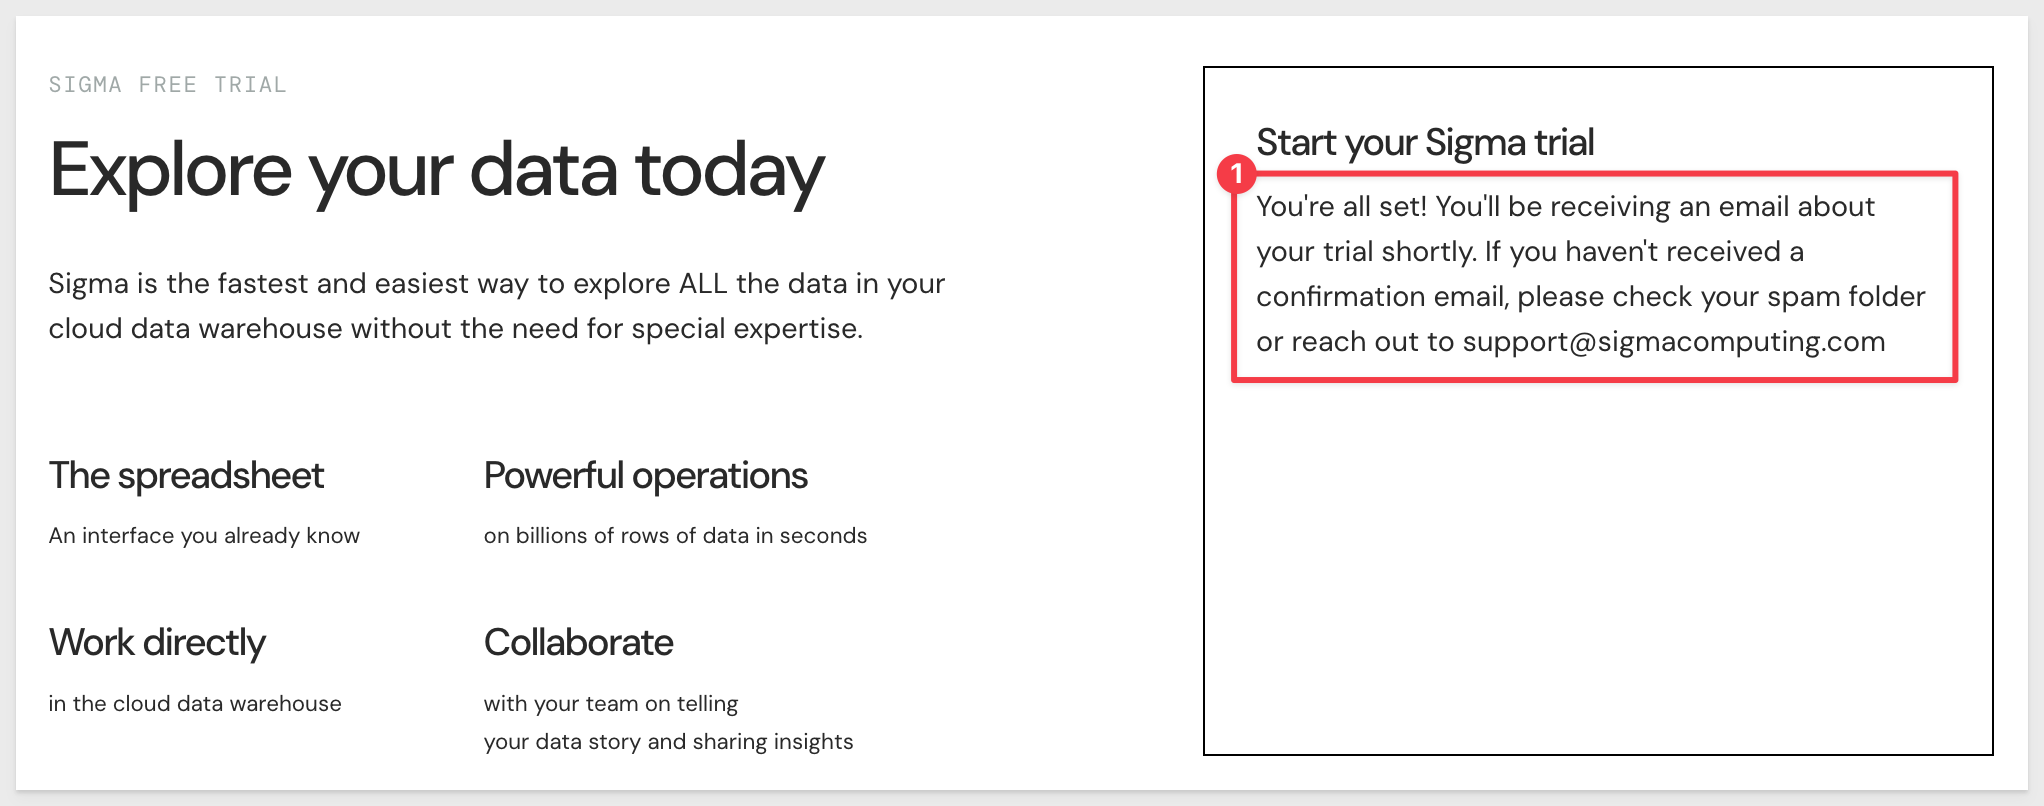 SIGMA FREE TRIAL
Explore your data today
Sigma is the fastest and easiest way to explore ALL the data in your
cloud data warehouse without the need for special expertise.
The spreadsheet
An interface you already know
Powerful operations
on billions of rows of data in seconds
Work directly
in the cloud data warehouse
Collaborate
with your team on telling
your data story and sharing insights
Start your Sigma trial
1
You're all set! You'll be receiving an email about
your trial shortly. If you haven't received a
confirmation email, please check your spam folder
or reach out to support@sigmacomputing.com